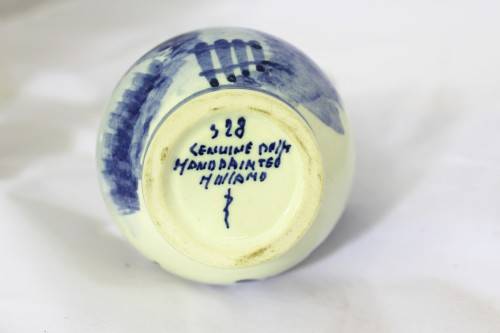 328
GENUINE DELFT
HANDPAINTED
HOLLAND